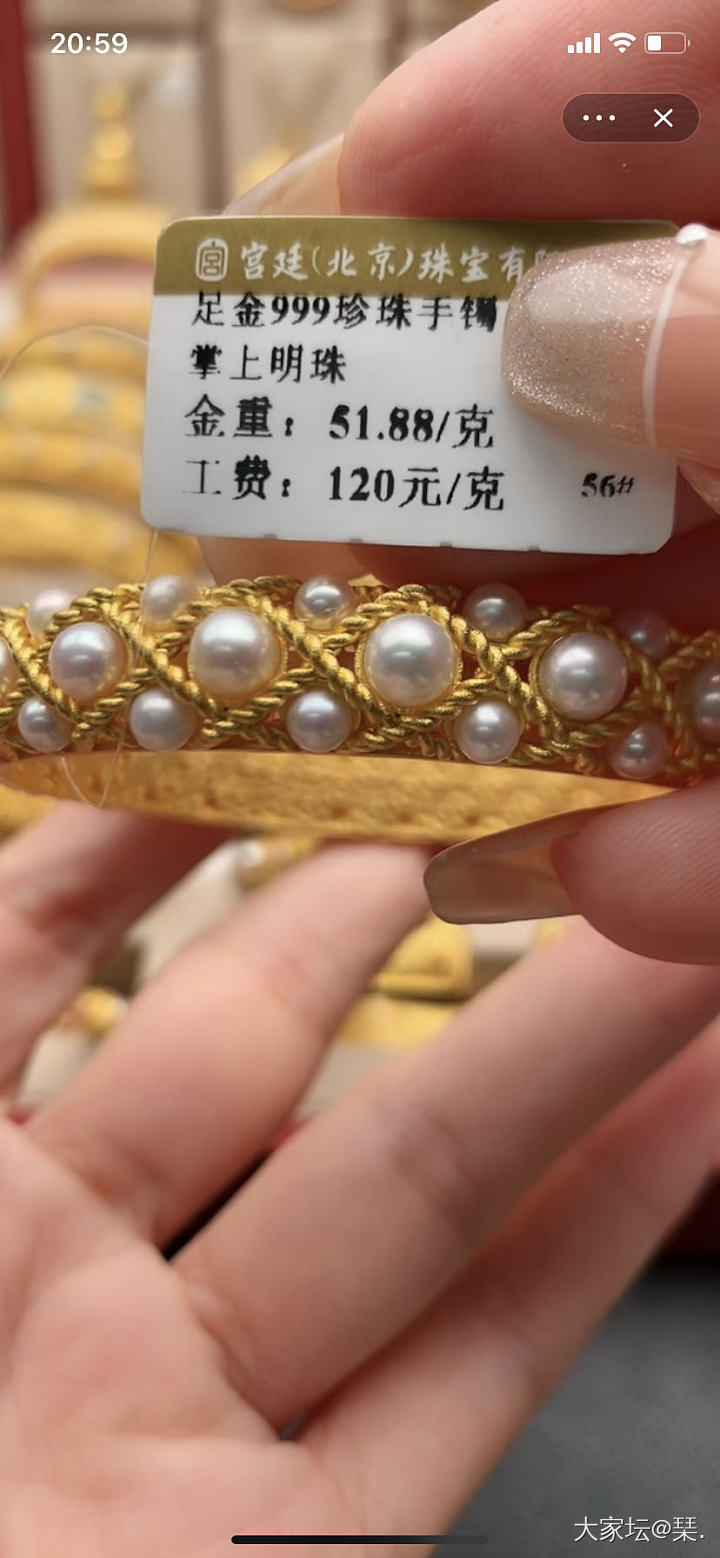 20:59
宫廷(北京)珠宝有
足金999珍珠手镯
掌上明珠
金重：51.88/克
工费：120元/克 56#
大家坛@琹.